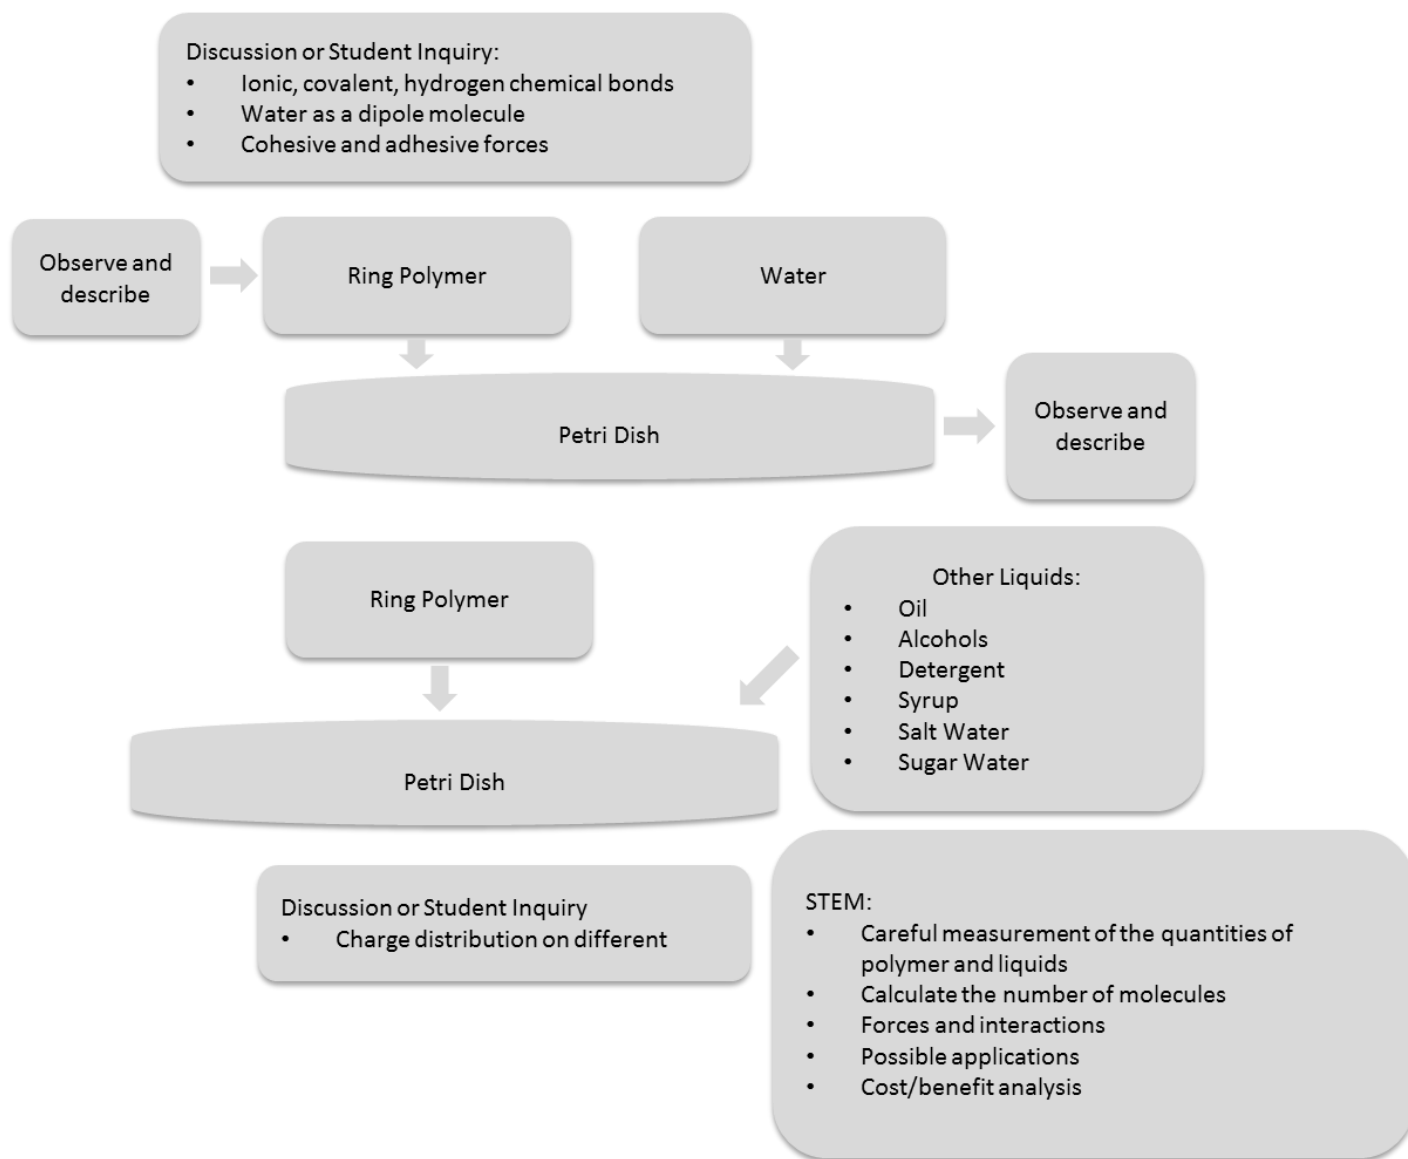 Discussion or Student Inquiry:
• Ionic, covalent, hydrogen chemical bonds
• Water as a dipole molecule
• Cohesive and adhesive forces
Observe and
describe
Ring Polymer
Water
Petri Dish
Observe and
describe
Ring Polymer
Other Liquids:
• Oil
• Alcohols
• Detergent
• Syrup
• Salt Water
• Sugar Water
Petri Dish
Discussion or Student Inquiry
• Charge distribution on different
STEM:
• Careful measurement of the quantities of
polymer and liquids
• Calculate the number of molecules
• Forces and interactions
• Possible applications
• Cost/benefit analysis